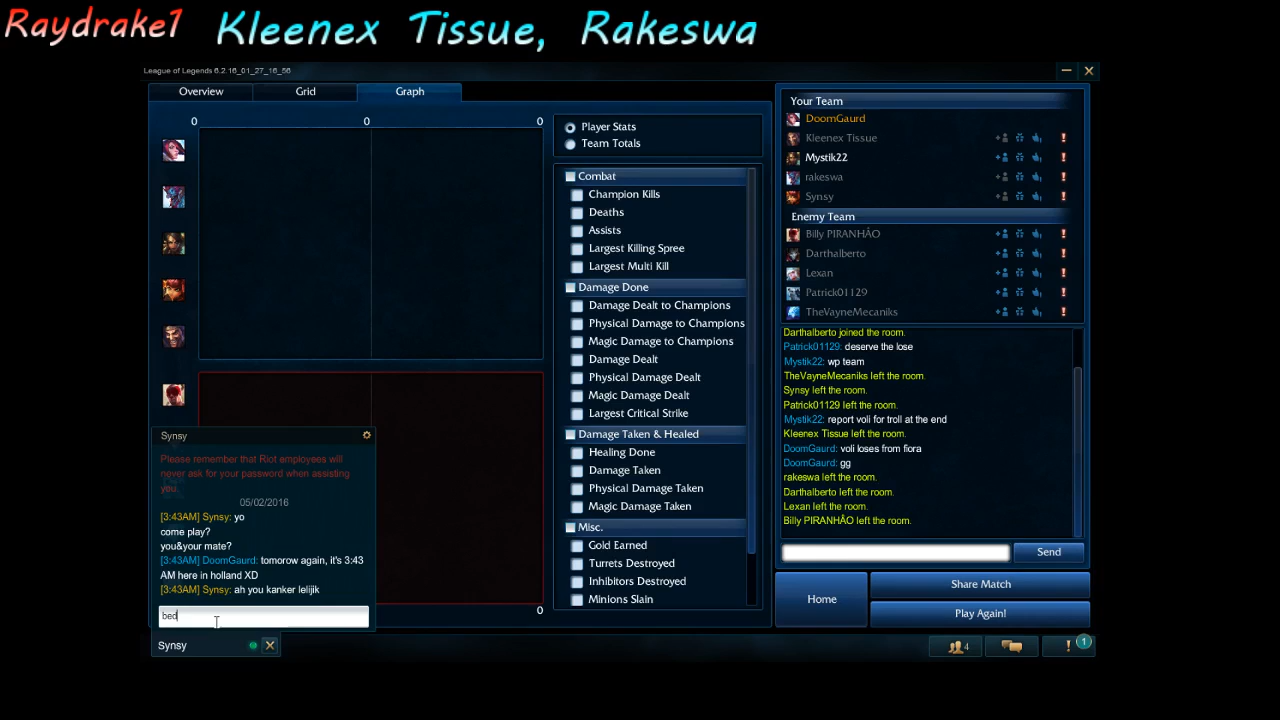 Raydrake1 Kleenex Tissue, Rakeswa
League of Legends 6.2.16_01_27_16_56
Overview Grid Graph
0 0 0
Player Stats
Team Totals
Combat
Champion Kills
Deaths
Assists
Largest Killing Spree
Largest Multi Kill
Damage Done
Damage Dealt to Champions
Physical Damage to Champions
Magic Damage to Champions
Damage Dealt
Physical Damage Dealt
Magic Damage Dealt
Largest Critical Strike
Damage Taken & Healed
Healing Done
Damage Taken
Physical Damage Taken
Magic Damage Taken
Misc.
Gold Earned
Turrets Destroyed
Inhibitors Destroyed
Minions Slain
0
Your Team
DoomGaurd
Kleenex Tissue
Mystik22
rakeswa
Synsy
Enemy Team
Billy PIRANHÃO
Darthalberto
Lexan
Patrick01129
TheVayneMecaniks
Darthalberto joined the room.
Patrick01129: deserve the lose
Mystik22: wp team
TheVayneMecaniks left the room.
Synsy left the room.
Patrick01129 left the room.
Mystik22: report voli for troll at the end
Kleenex Tissue left the room.
DoomGaurd: voli loses from fiora
DoomGaurd: gg
rakeswa left the room.
Darthalberto left the room.
Lexan left the room.
Billy PIRANHÃO left the room.
Send
Home
Share Match
Play Again!
Synsy
Please remember that Riot employees will
never ask for your password when assisting
you.
05/02/2016
[3:43AM] Synsy: yo
come play?
you&your mate?
[3:43AM] DoomGaurd: tomorow again, it's 3:43
AM here in holland XD
[3:43AM] Synsy: ah you kanker lelijik
bed
Synsy
4
1